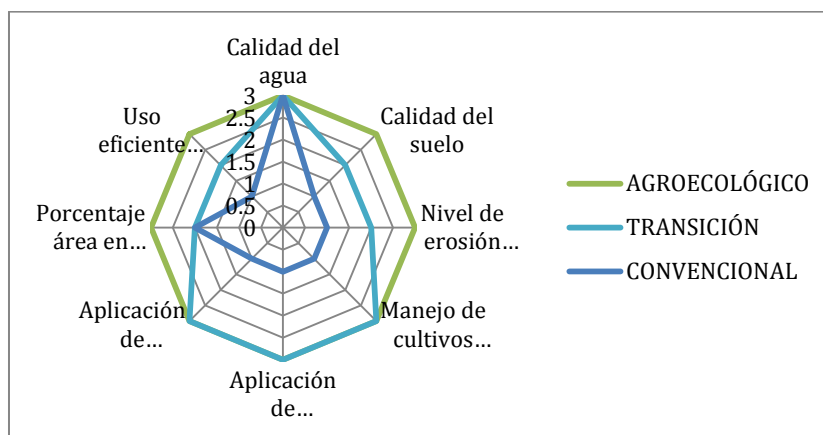 Calidad del
agua
Calidad del
suelo
Nivel de
erosión...
Manejo de
cultivos...
Aplicación
de...
Aplicación
de...
Porcentaje
área en...
Uso
eficiente...
3
2.5
2
1.5
1
0.5
0
AGROECOLÓGICO
TRANSICIÓN
CONVENCIONAL